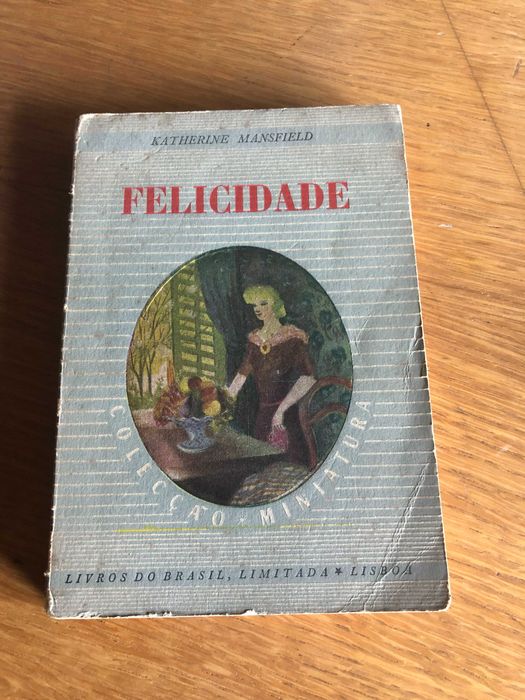 KATHERINE MANSFIELD
FELICIDADE
COLECÇÃO * MINIATURA
LIVROS DO BRASIL, LIMITADA * LISBOA